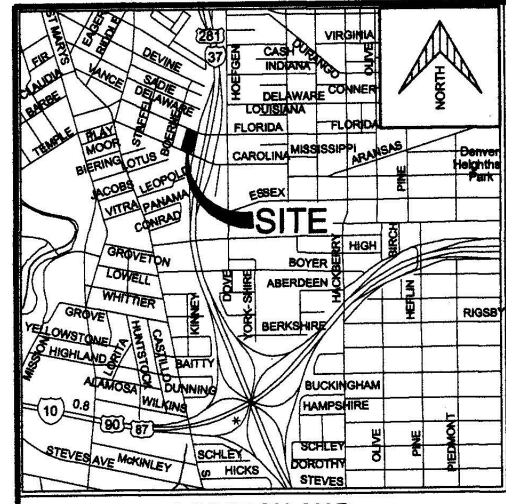 ST MARYS
EAGER
RIDDLE
FIR
CLAUDIA
BARBE
TEMPLE
VANCE
DEVINE
SADIE
DELAWARE
STAFFEL
BOERNER
281
37
HOEFGEN
CASH
INDIANA
DURANGO
VIRGINIA
OLIVE
DELAWARE
CONNER
LOUISIANA
FLORIDA
FLORIDA
CAROLINA
MISSISSIPPI
ARANSAS
NORTH
Denver
Heights
Park
PLAY
MOOR
BIERING
LOTUS
JACOBS
LEOPOLD
VITRA
PANAMA
CONRAD
ESSEX
PINE
SITE
HIGH
BIRCH
GROVETON
LOWELL
WHITTIER
BOYER
ABERDEEN
HACKBERRY
KINNEY
DOVE
YORK-SHIRE
BERKSHIRE
HEFLIN
RIGSBY
GROVE
YELLOWSTONE
HIGHLAND
MISSION
LORITA
HUNTSTOCK
CASTILLO
BAITTY
ALAMOSA
DUNNING
WILKINS
BUCKINGHAM
HAMPSHIRE
10
0.8
90
87
*
STEVES AVE
McKINLEY
SCHLEY
S
HICKS
SCHLEY
DOROTHY
STEVES
OLIVE
PINE
PIEDMONT